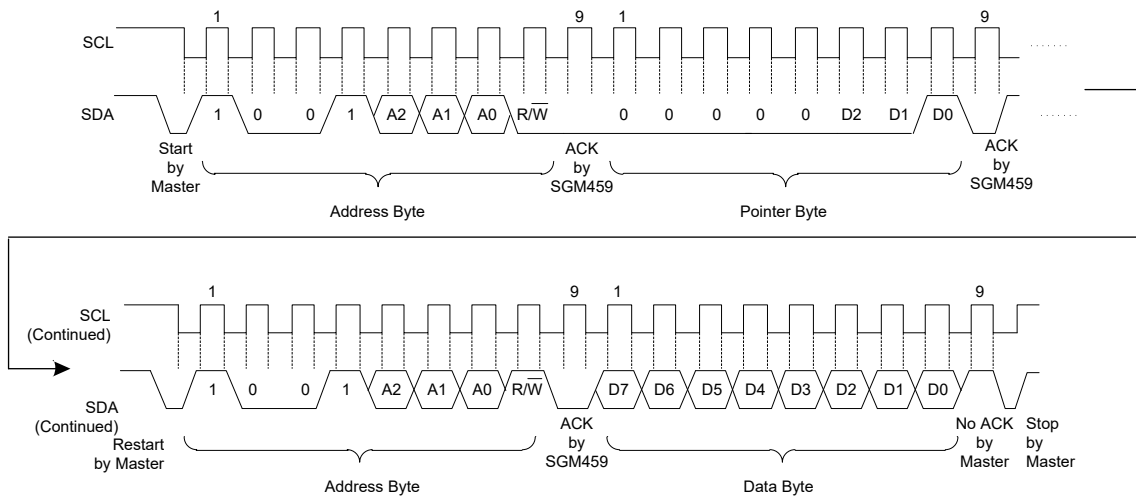 1 9 1 9
SCL
SDA
1 0 0 1 A2 A1 A0 R/W̅ 0 0 0 0 0 D2 D1 D0
Start
by
Master
ACK
by
SGM459
ACK
by
SGM459
Address Byte
Pointer Byte
1 9 1 9
SCL
(Continued)
SDA
(Continued)
1 0 0 1 A2 A1 A0 R/W̅ D7 D6 D5 D4 D3 D2 D1 D0
Restart
by Master
ACK
by
SGM459
No ACK
by
Master
Stop
by
Master
Address Byte
Data Byte